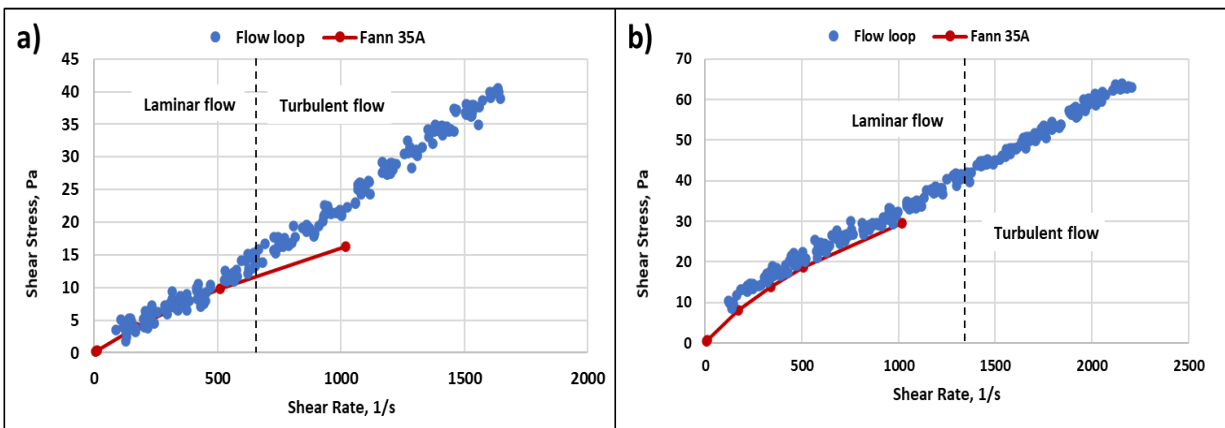 a)
Flow loop
Fann 35A
45
40
35
30
25
20
15
10
5
0
Shear Stress, Pa
Laminar flow
Turbulent flow
0 500 1000 1500 2000
Shear Rate, 1/s
b)
Flow loop
Fann 35A
70
60
50
40
30
20
10
0
Shear Stress, Pa
Laminar flow
Turbulent flow
0 500 1000 1500 2000 2500
Shear Rate, 1/s